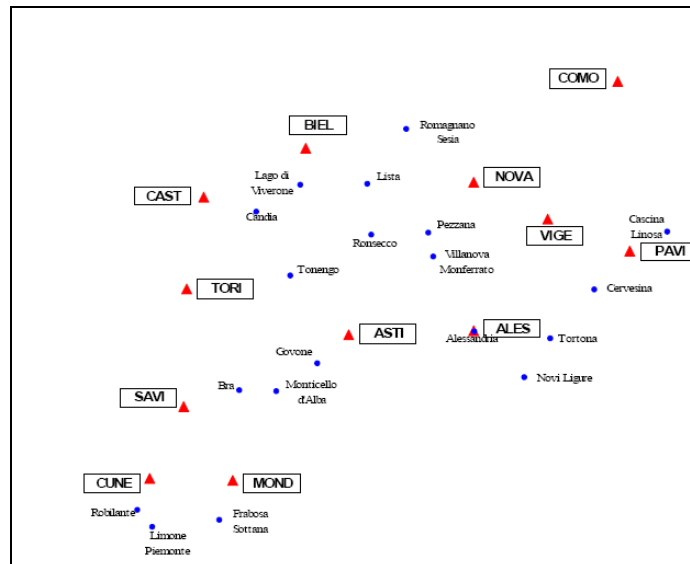 COMO
BIEL
Romagnano
Sesia
Lago di
Viverone
Lista
NOVA
CAST
Candia
Pezzana
Ronsecco
VIGE
Cascina
Linosa
PAVI
Villanova
Monferrato
Tonengo
TORI
Cervesina
ASTI
ALES
Alessandria
Tortona
Govone
Novi Ligure
Bra
Monticello
d'Alba
SAVI
CUNE
MOND
Robilante
Frabosa
Sottana
Limone
Piemonte